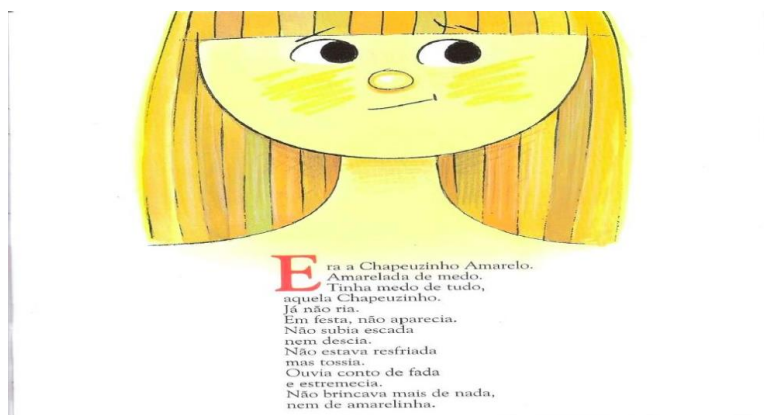 Era a Chapeuzinho Amarelo.
Amarelada de medo.
Tinha medo de tudo,
aquela Chapeuzinho.
Já não ria.
Em festa, não aparecia.
Não subia escada
nem descia.
Não estava resfriada
mas tossia.
Ouvia conto de fada
e estremecia.
Não brincava mais de nada,
nem de amarelinha.